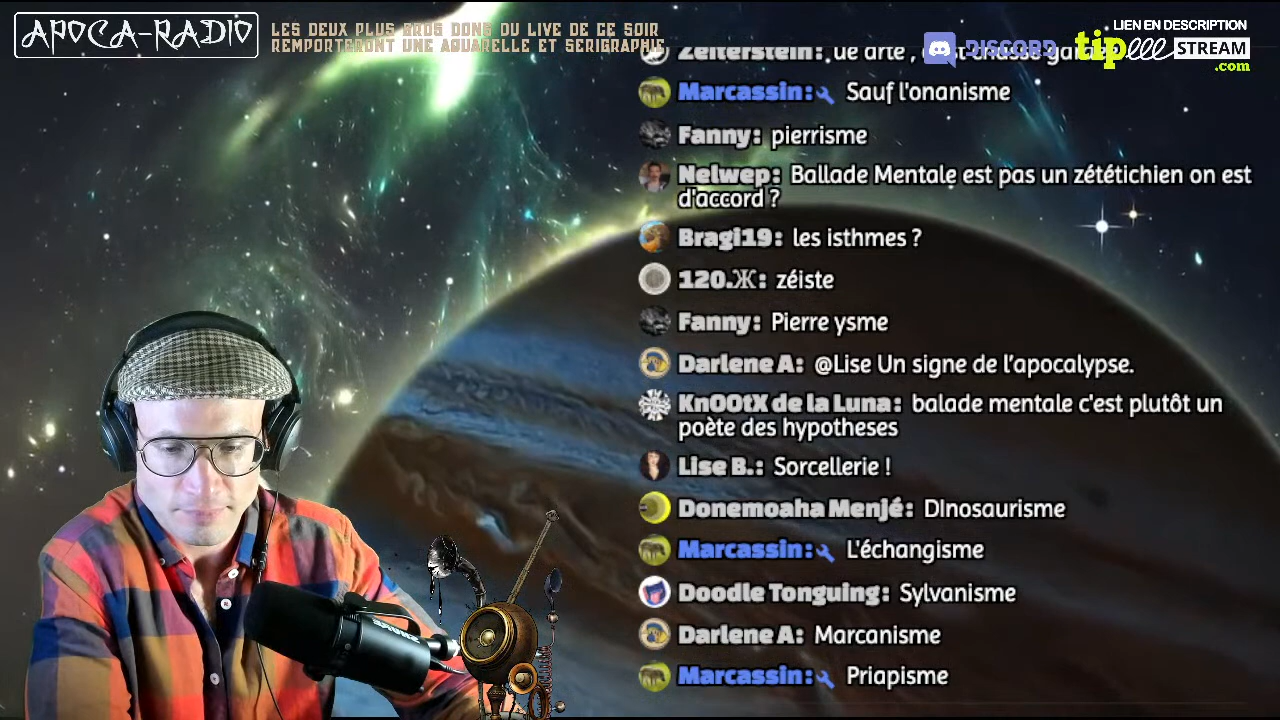 APOCA-RADIO
LES DEUX PLUS GROS DONS DU LIVE DE CE SOIR
REMPORTERONT UNE AQUARELLE ET SERIGRAPHIE
LIEN EN DESCRIPTION
DISCORD
tipeee STREAM
.com
Zeiterstein:
Marcassin: Sauf l'onanisme
Fanny: pierrisme
Nelwep: Ballade Mentale est pas un zététichien on est
d'accord ?
Bragi19: les isthmes ?
120.Ж: zéiste
Fanny: Pierre ysme
Darlene A: @Lise Un signe de l’apocalypse.
KnOOtX de la Luna: balade mentale c'est plutôt un
poète des hypotheses
Lise B.: Sorcellerie !
Donemoaha Menjé: DInosaurisme
Marcassin: L'échangisme
Doodle Tonguing: Sylvanisme
Darlene A: Marcanisme
Marcassin: Priapisme